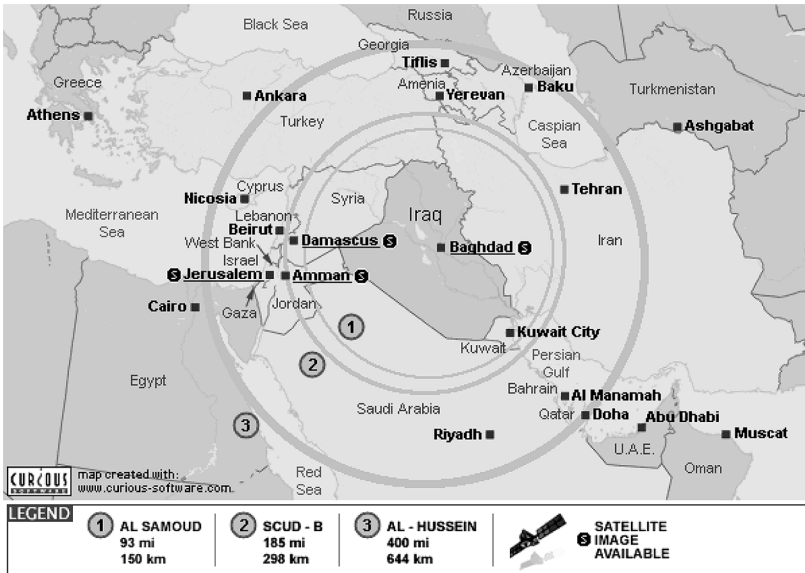 Black Sea
Russia
Georgia
Tiflis
Greece
Amenia
Azerbaijan
Ankara
Yerevan
Baku
Turkmenistan
Athens
Turkey
Caspian
Sea
Ashgabat
Cyprus
Nicosia
Syria
Tehran
Mediterranean
Sea
Lebanon
Beirut
Iraq
Damascus S
Baghdad S
Iran
West Bank
Israel
S Jerusalem
Amman S
Cairo
Gaza
Jordan
1
Kuwait City
Kuwait
2
Persian
Gulf
Egypt
Bahrain
Al Manamah
Saudi Arabia
Qatar
Doha
Abu Dhabi
3
Riyadh
Muscat
U.A.E.
Oman
Red
Sea
CURIOUS
SOFTWARE
map created with:
www.curious-software.com.
LEGEND
1 AL SAMOUD
93 mi
150 km
2 SCUD - B
185 mi
298 km
3 AL - HUSSEIN
400 mi
644 km
S SATELLITE
IMAGE
AVAILABLE